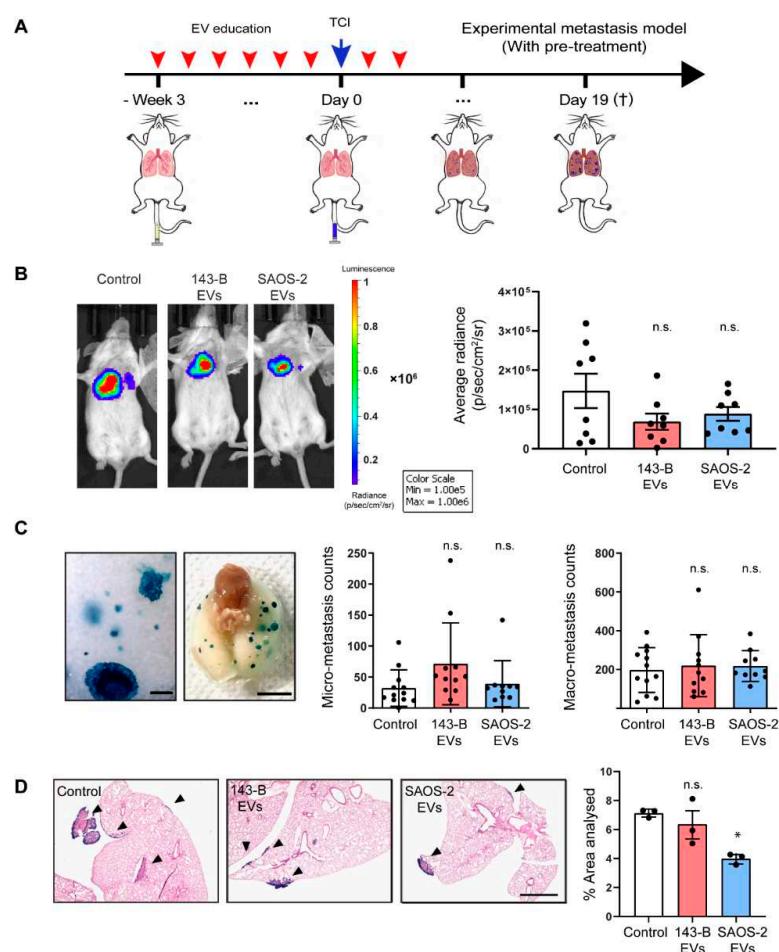 A
EV education
TCI
Experimental metastasis model
(With pre-treatment)
- Week 3
...
Day 0
...
Day 19 (†)
B
Control
143-B
EVs
SAOS-2
EVs
Luminescence
1
0.8
0.6
0.4
0.2
×10⁶
Radiance
(p/sec/cm²/sr)
Color Scale
Min = 1.00e5
Max = 1.00e6
Average radiance
(p/sec/cm²/sr)
4×10⁵
3×10⁵
2×10⁵
1×10⁵
0
n.s.
n.s.
Control
143-B
EVs
SAOS-2
EVs
C
Micro-metastasis counts
250
200
150
100
50
0
n.s.
n.s.
Control
143-B
EVs
SAOS-2
EVs
Macro-metastasis counts
800
600
400
200
0
n.s.
n.s.
Control
143-B
EVs
SAOS-2
EVs
D
Control
143-B
EVs
SAOS-2
EVs
% Area analysed
10
8
6
4
2
0
n.s.
*
Control
143-B
EVs
SAOS-2
EVs